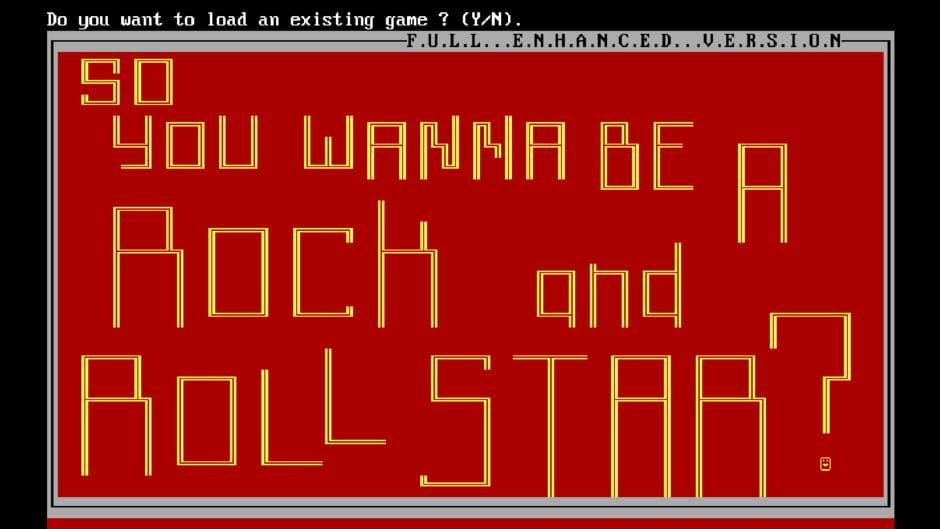 Do you want to load an existing game ? (Y/N).
F.U.L.L...E.N.H.A.N.C.E.D...V.E.R.S.I.O.N
SO
YOU WANNA BE A
ROCK and
ROLL STAR?